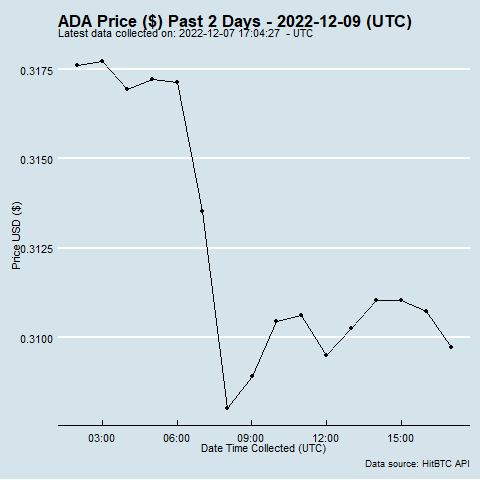 ADA Price ($) Past 2 Days - 2022-12-09 (UTC)
Latest data collected on: 2022-12-07 17:04:27  - UTC
Price USD ($)
0.3175
0.3150
0.3125
0.3100
03:00 06:00 09:00 12:00 15:00
Date Time Collected (UTC)
Data source: HitBTC API